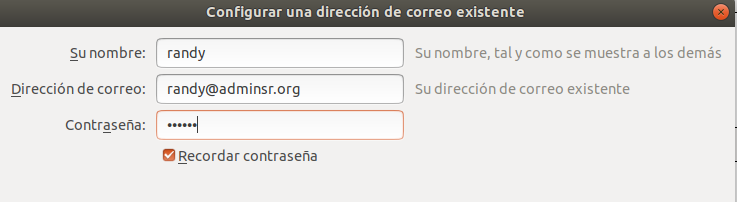 Configurar una dirección de correo existente
Su nombre: randy Su nombre, tal y como se muestra a los demás
Dirección de correo: randy@adminsr.org Su dirección de correo existente
Contraseña: ••••••
Recordar contraseña